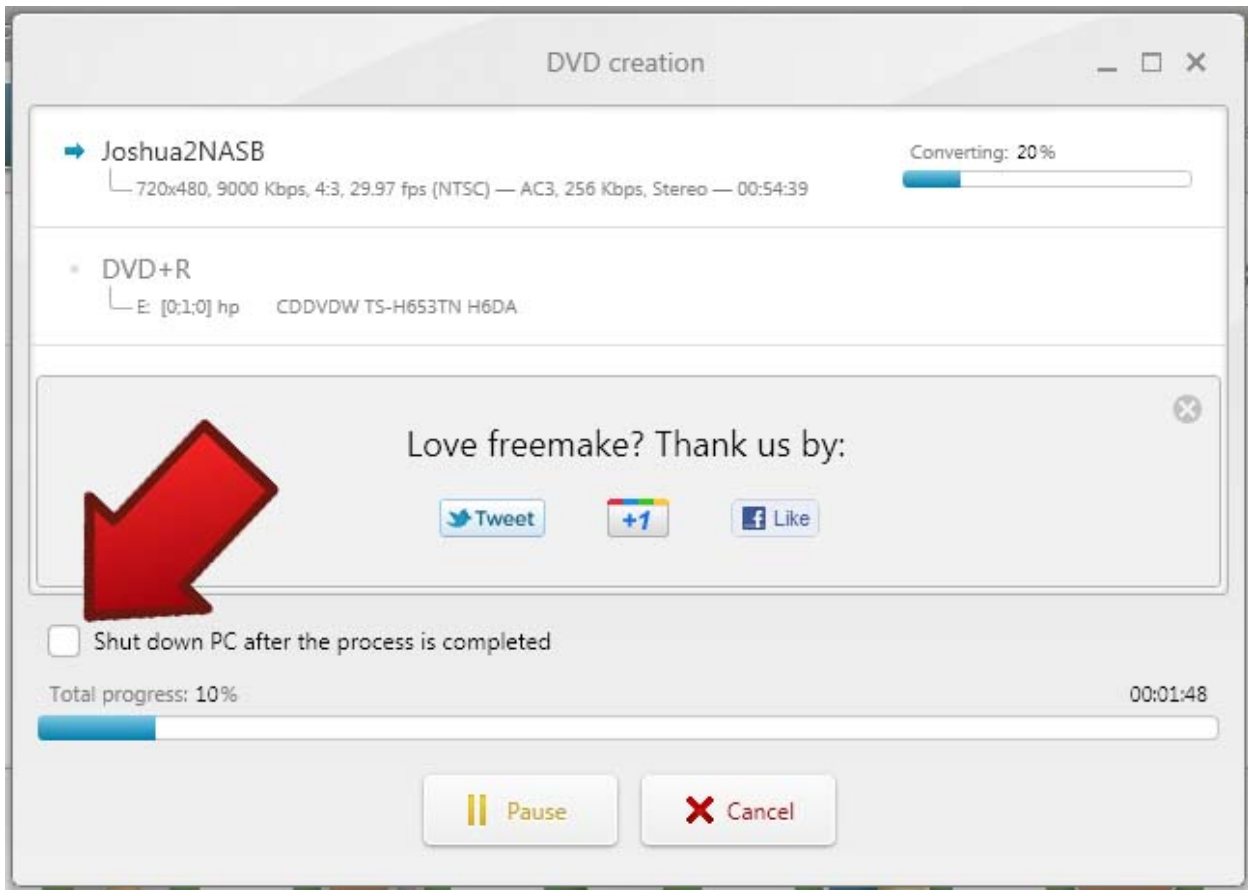 DVD creation
Joshua2NASB
Converting: 20%
720x480, 9000 Kbps, 4:3, 29.97 fps (NTSC) — AC3, 256 Kbps, Stereo — 00:54:39
DVD+R
E: [0;1;0] hp CDDVDW TS-H653TN H6DA
Love freemake? Thank us by:
Tweet +1 Like
Shut down PC after the process is completed
Total progress: 10% 00:01:48
Pause Cancel